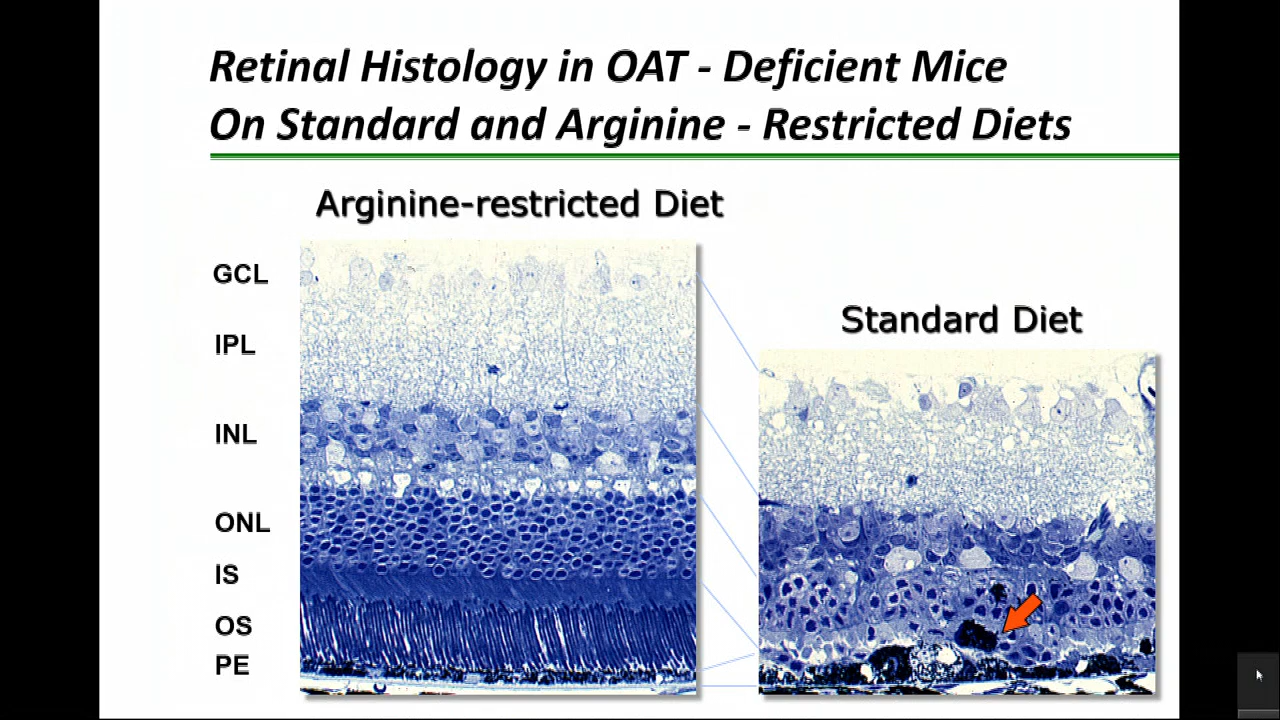 Retinal Histology in OAT - Deficient Mice
On Standard and Arginine - Restricted Diets
Arginine-restricted Diet
Standard Diet
GCL
IPL
INL
ONL
IS
OS
PE